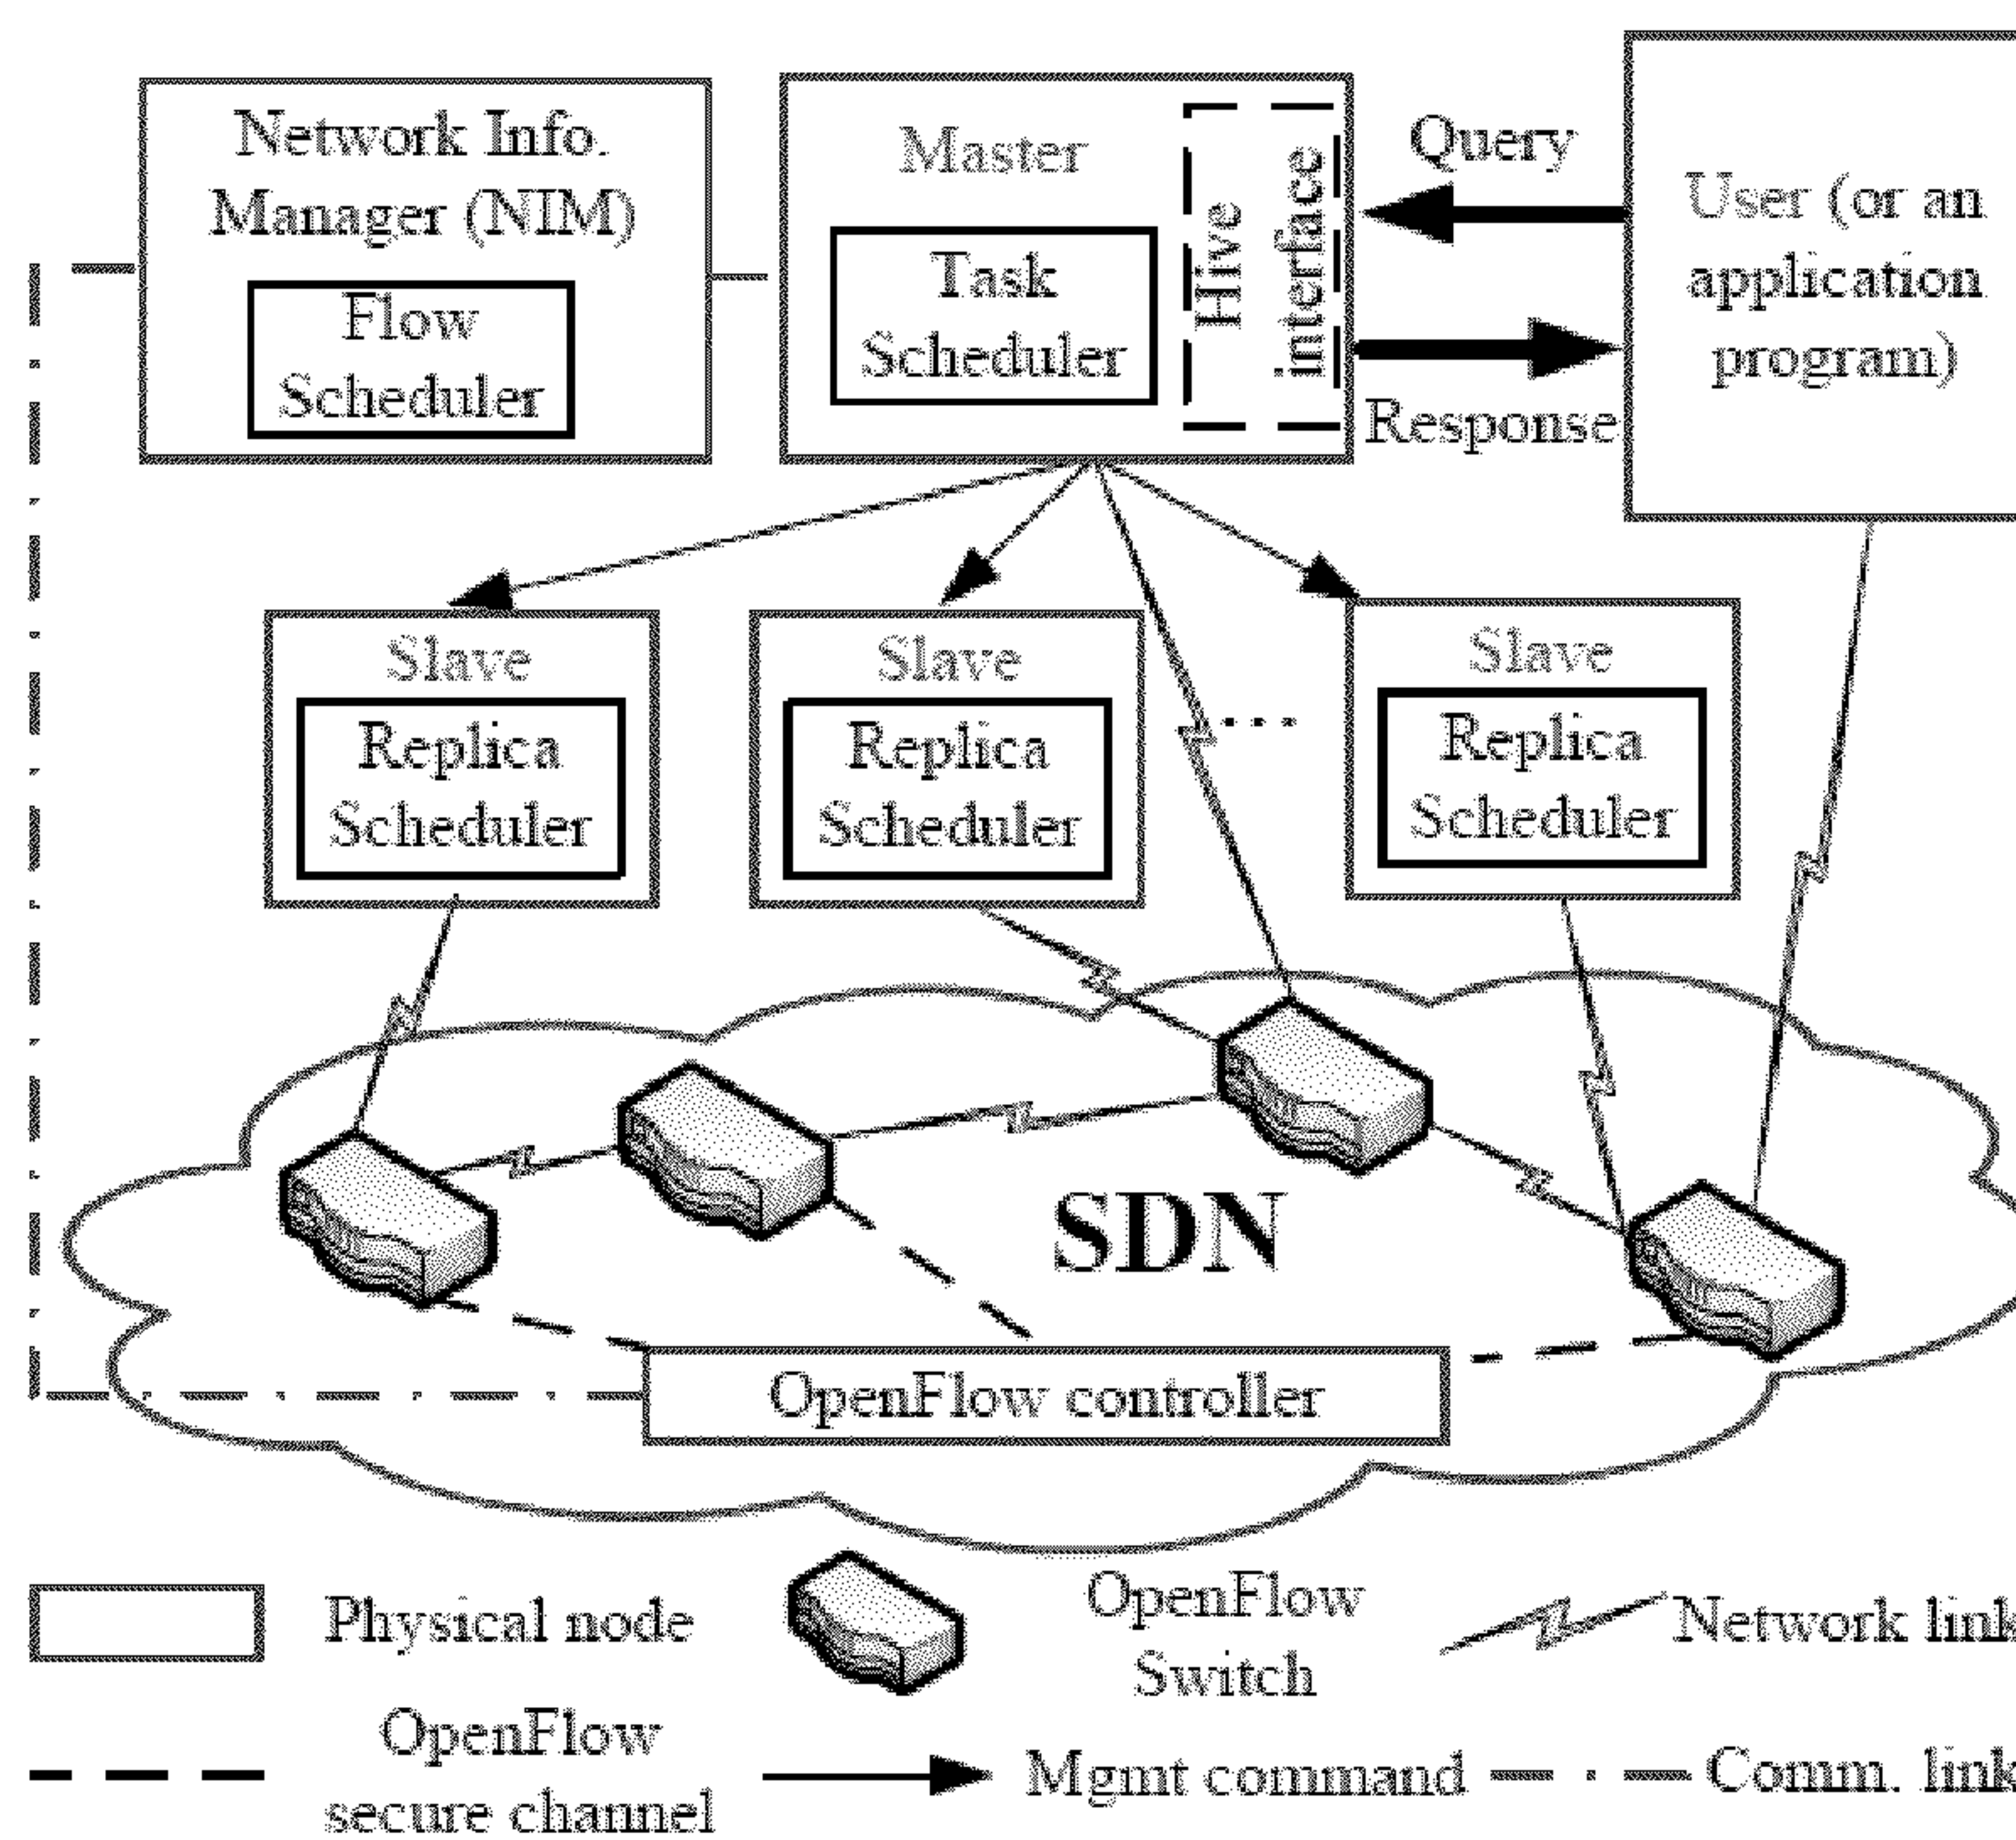 Network Info.
Manager (NIM)
Flow
Scheduler
Master
Task
Scheduler
Hive
interface
Query
Response
User (or an
application
program)
Slave
Replica
Scheduler
Slave
Replica
Scheduler
...
Slave
Replica
Scheduler
SDN
OpenFlow controller
Physical node
OpenFlow
Switch
Network link
OpenFlow
secure channel
Mgmt command
Comm. link